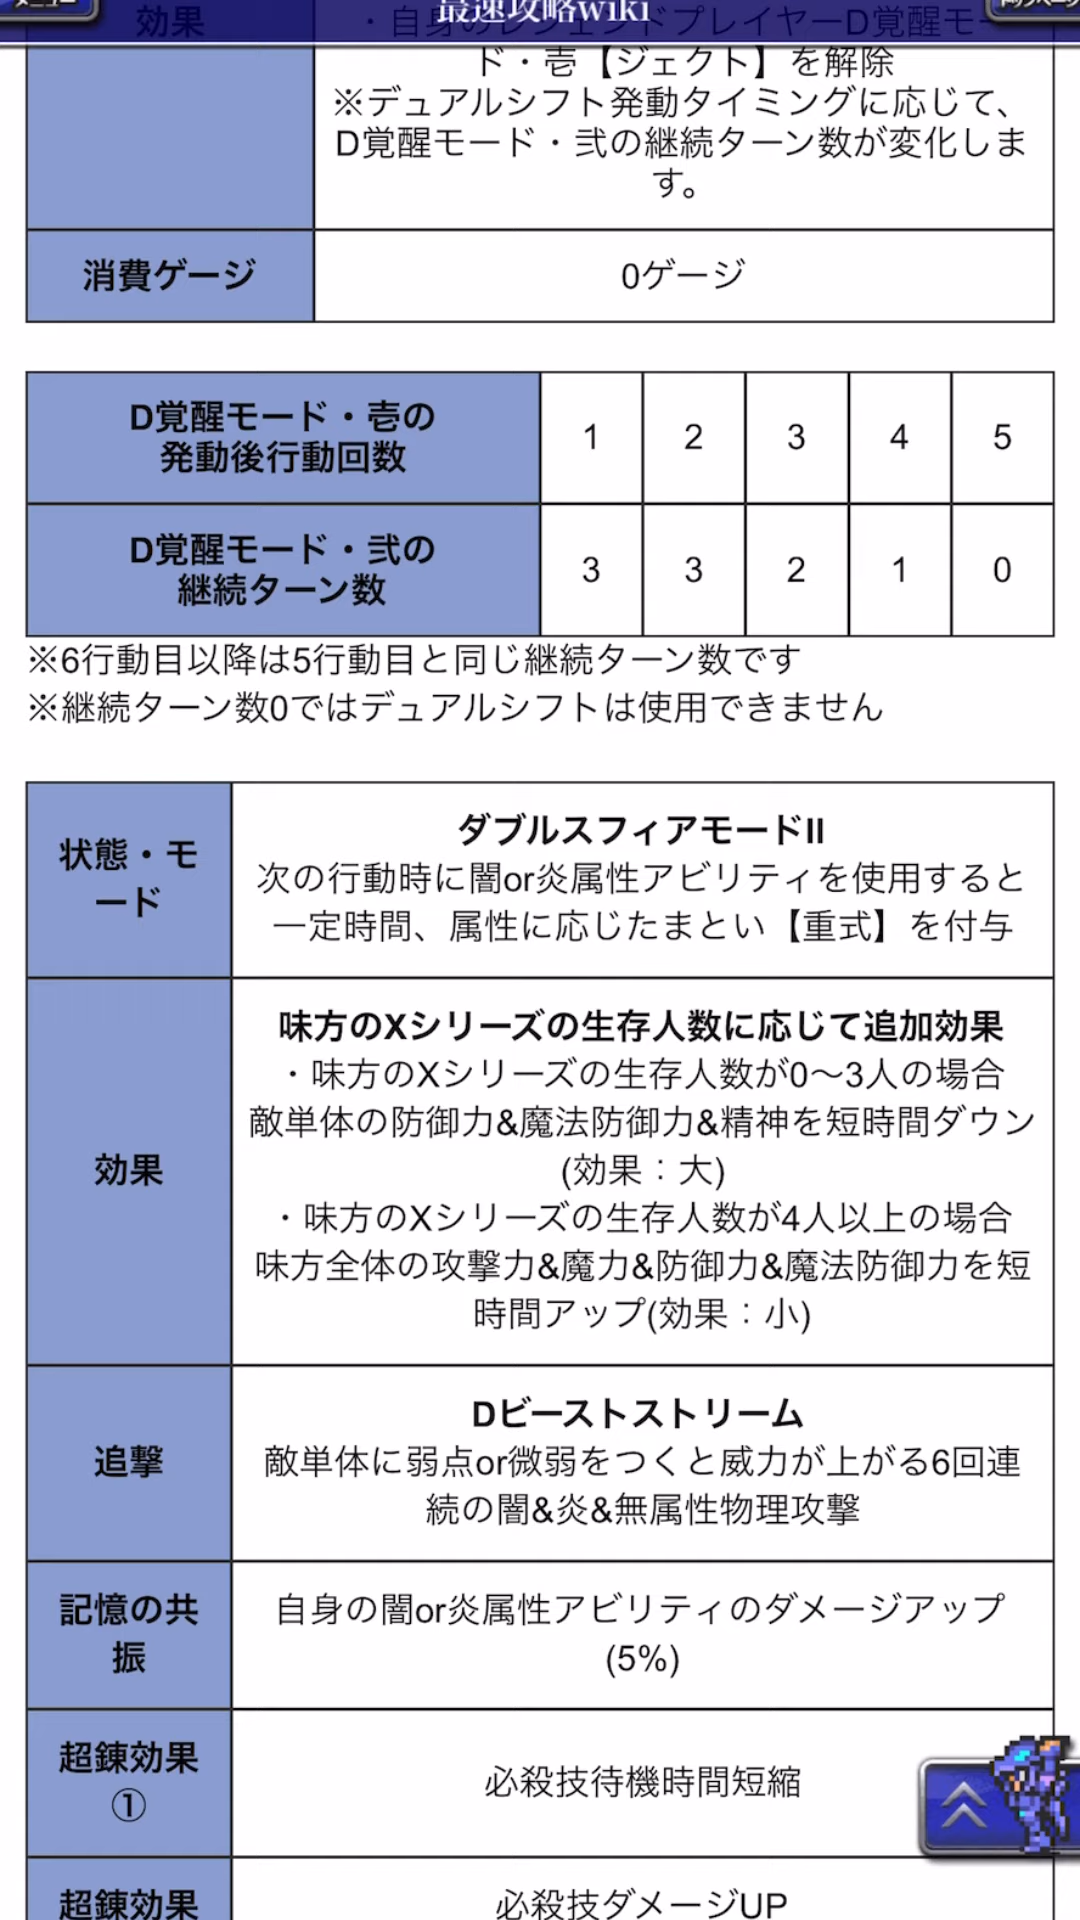 メニュー
最速攻略wiki
トップページ
効果
・自身のレジェンドプレイヤーD覚醒モー
ド・壱【ジェクト】を解除
※デュアルシフト発動タイミングに応じて、
D覚醒モード・弐の継続ターン数が変化しま
す。
消費ゲージ
0ゲージ
D覚醒モード・壱の
発動後行動回数
1 2 3 4 5
D覚醒モード・弐の
継続ターン数
3 3 2 1 0
※6行動目以降は5行動目と同じ継続ターン数です
※継続ターン数0ではデュアルシフトは使用できません
状態・モ
ード
ダブルスフィアモードII
次の行動時に闇or炎属性アビリティを使用すると
一定時間、属性に応じたまとい【重式】を付与
効果
味方のXシリーズの生存人数に応じて追加効果
・味方のXシリーズの生存人数が0〜3人の場合
敵単体の防御力&魔法防御力&精神を短時間ダウン
(効果：大)
・味方のXシリーズの生存人数が4人以上の場合
味方全体の攻撃力&魔力&防御力&魔法防御力を短
時間アップ(効果：小)
追撃
Dビーストストリーム
敵単体に弱点or微弱をつくと威力が上がる6回連
続の闇&炎&無属性物理攻撃
記憶の共
振
自身の闇or炎属性アビリティのダメージアップ
(5%)
超錬効果
①
必殺技待機時間短縮
超錬効果
必殺技ダメージUP